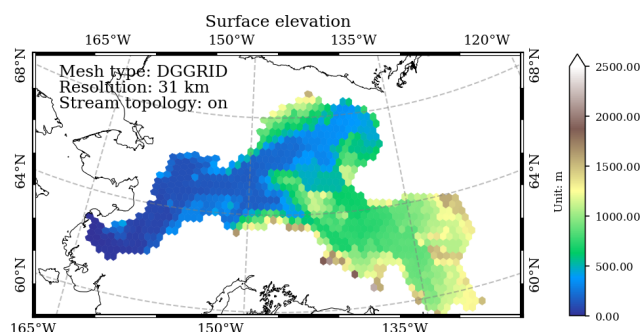 Surface elevation
165°W 150°W 135°W 120°W
68°N 68°N
Mesh type: DGGRID
Resolution: 31 km
Stream topology: on
64°N 64°N
60°N 60°N
165°W 150°W 135°W
2500.00
2000.00
1500.00
1000.00
500.00
0.00
Unit: m